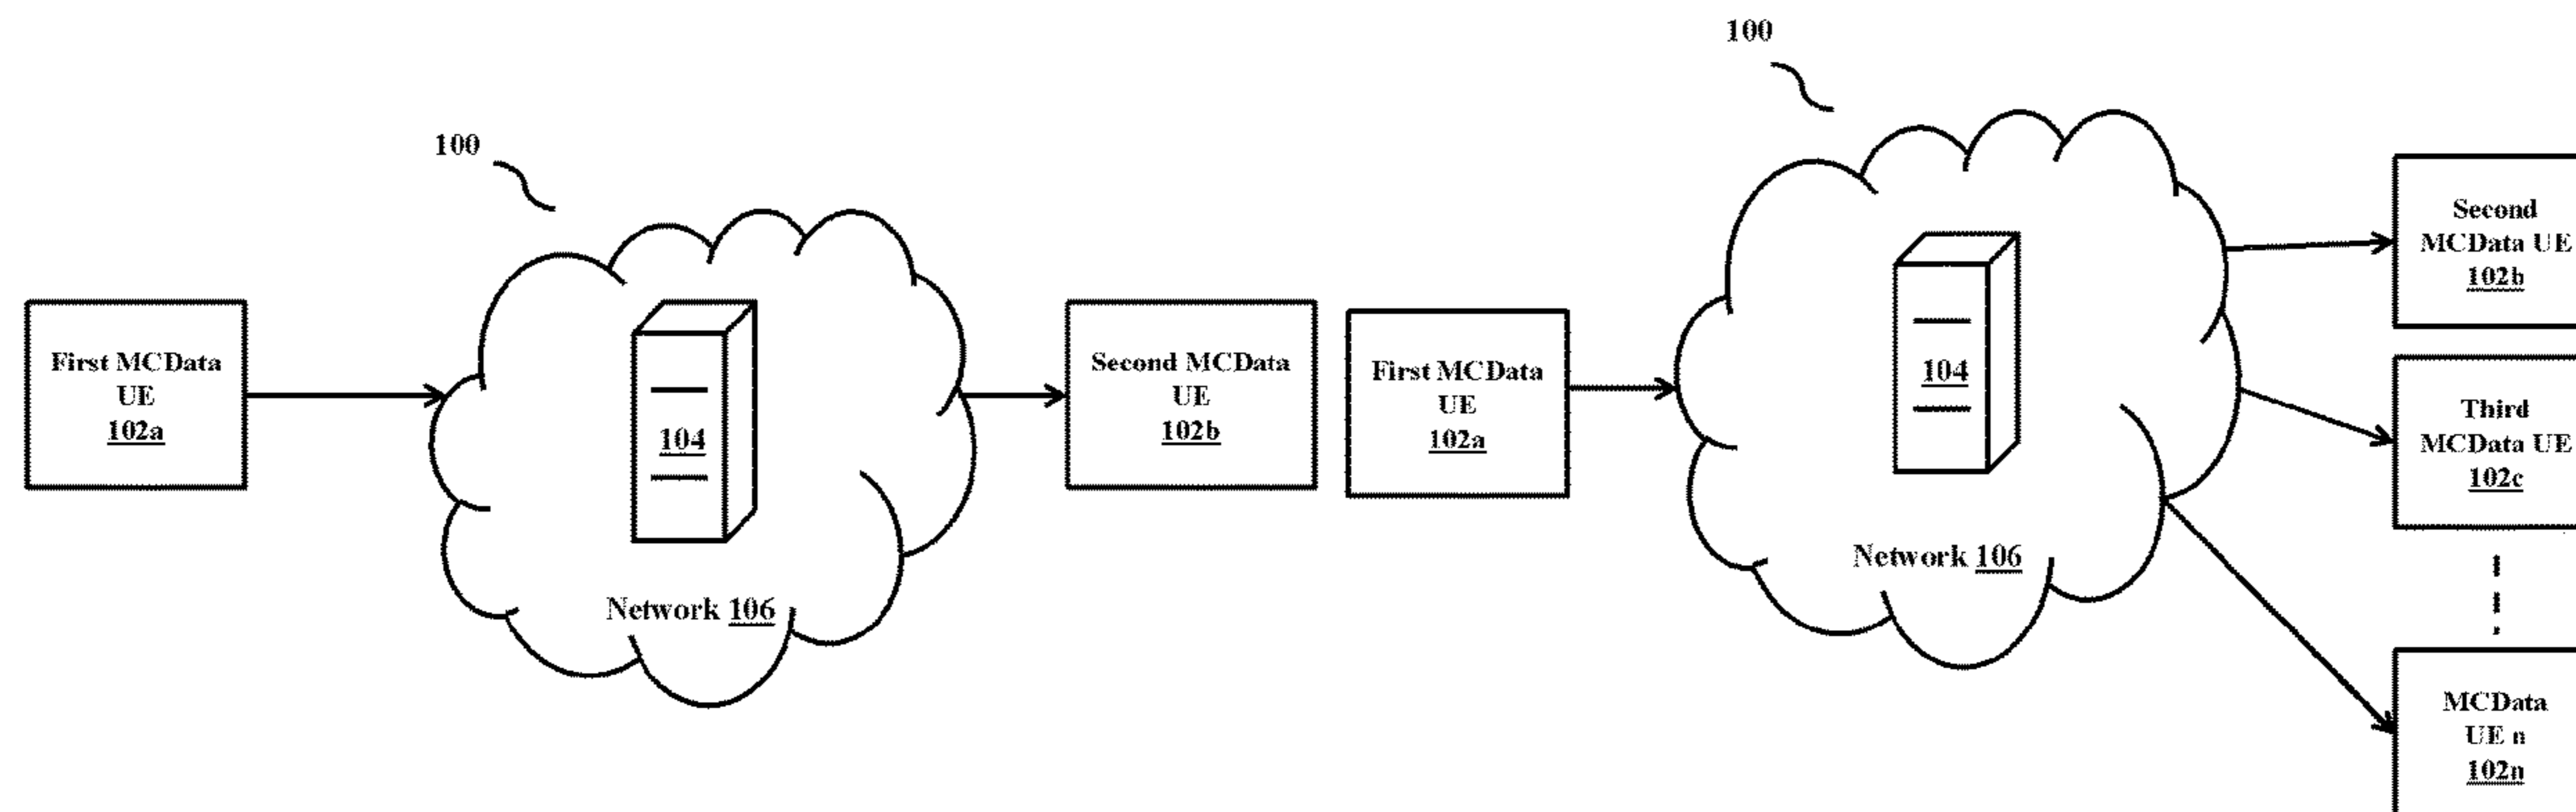 100
First MCData
UE
102a
104
Network 106
Second MCData
UE
102b
100
First MCData
UE
102a
104
Network 106
Second
MCData UE
102b
Third
MCData UE
102c
MCData
UE n
102n